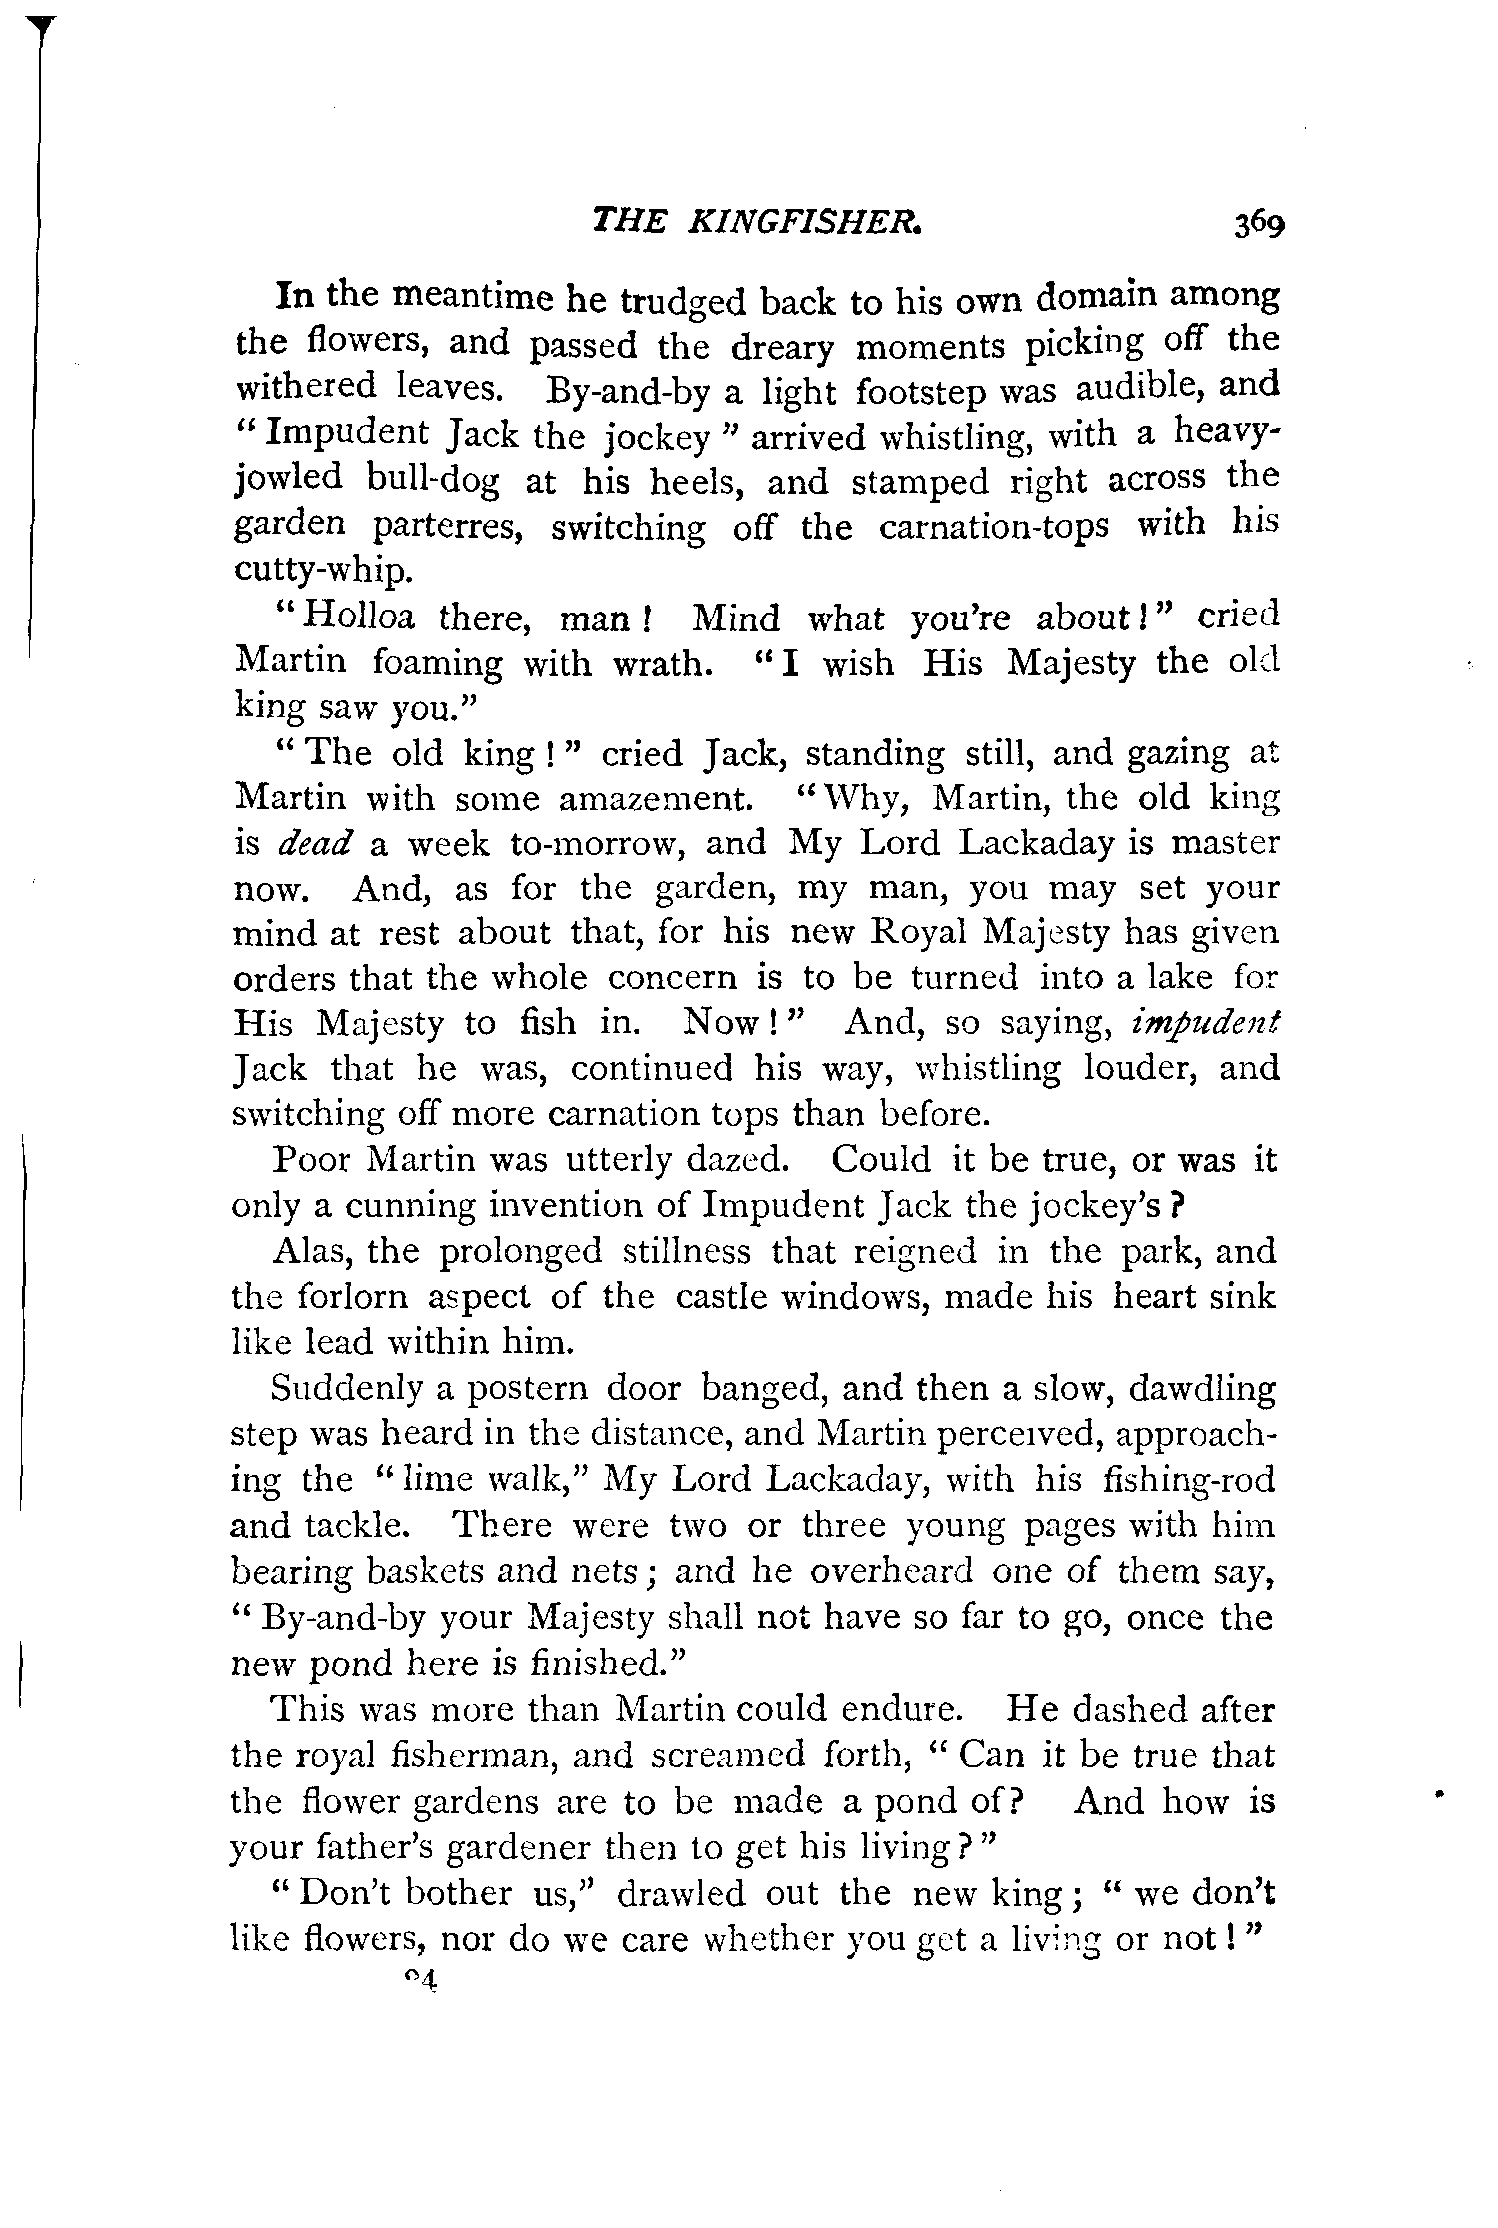 THE KINGFISHER. 369
In the meantime he trudged back to his own domain among
the flowers, and passed the dreary moments picking off the
withered leaves. By-and-by a light footstep was audible, and
“ Impudent Jack the jockey ” arrived whistling, with a heavy-
jowled bull-dog at his heels, and stamped right across the
garden parterres, switching off the carnation-tops with his
cutty-whip.
“ Holloa there, man ! Mind what you're about ! ” cried
Martin foaming with wrath. “ I wish His Majesty the old
king saw you.”
“ The old king ! ” cried Jack, standing still, and gazing at
Martin with some amazement. “ Why, Martin, the old king
is dead a week to-morrow, and My Lord Lackaday is master
now. And, as for the garden, my man, you may set your
mind at rest about that, for his new Royal Majesty has given
orders that the whole concern is to be turned into a lake for
His Majesty to fish in. Now ! ” And, so saying, impudent
Jack that he was, continued his way, whistling louder, and
switching off more carnation tops than before.
Poor Martin was utterly dazed. Could it be true, or was it
only a cunning invention of Impudent Jack the jockey's ?
Alas, the prolonged stillness that reigned in the park, and
the forlorn aspect of the castle windows, made his heart sink
like lead within him.
Suddenly a postern door banged, and then a slow, dawdling
step was heard in the distance, and Martin perceived, approach-
ing the “ lime walk,” My Lord Lackaday, with his fishing-rod
and tackle. There were two or three young pages with him
bearing baskets and nets ; and he overheard one of them say,
“ By-and-by your Majesty shall not have so far to go, once the
new pond here is finished.”
This was more than Martin could endure. He dashed after
the royal fisherman, and screamed forth, “ Can it be true that
the flower gardens are to be made a pond of? And how is
your father's gardener then to get his living ? ”
“ Don't bother us,” drawled out the new king ; “ we don't
like flowers, nor do we care whether you get a living or not ! ”